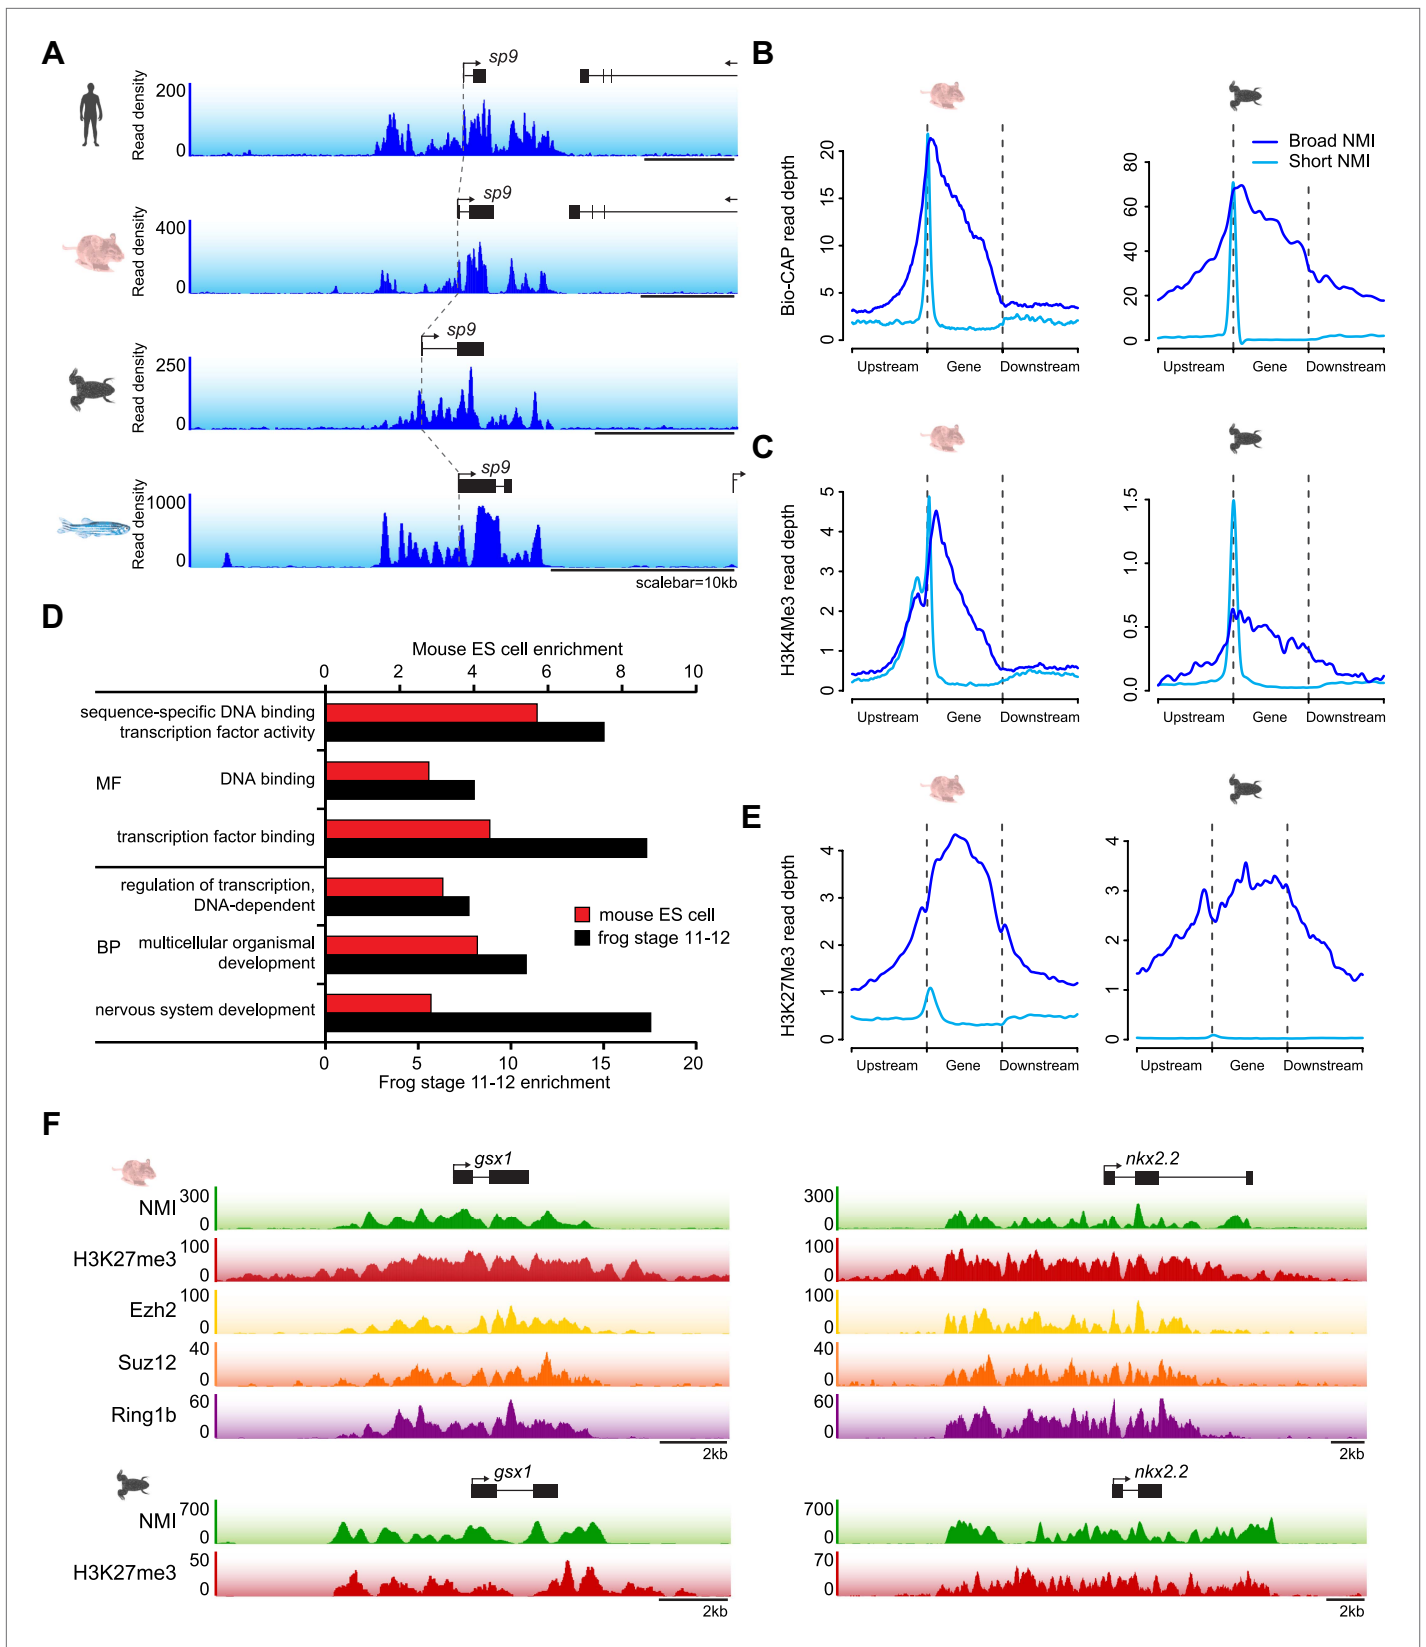 A
sp9
Read density
200
0
sp9
Read density
400
0
sp9
Read density
250
0
sp9
Read density
1000
0
scalebar=10kb
B
Broad NMI
Short NMI
Bio-CAP read depth
20
15
10
5
0
Upstream Gene Downstream
80
60
40
20
0
Upstream Gene Downstream
C
H3K4Me3 read depth
5
4
3
2
1
0
Upstream Gene Downstream
1.5
1.0
0.5
0.0
Upstream Gene Downstream
D
Mouse ES cell enrichment
0 2 4 6 8 10
sequence-specific DNA binding
transcription factor activity
MF
DNA binding
transcription factor binding
regulation of transcription,
DNA-dependent
BP
multicellular organismal
development
nervous system development
mouse ES cell
frog stage 11-12
0 5 10 15 20
Frog stage 11-12 enrichment
E
H3K27Me3 read depth
4
3
2
1
0
Upstream Gene Downstream
4
3
2
1
0
Upstream Gene Downstream
F
gsx1
NMI 300
0
H3K27me3 100
0
Ezh2 100
0
Suz12 40
0
Ring1b 60
0
2kb
nkx2.2
300
0
100
0
100
0
40
0
60
0
2kb
gsx1
NMI 700
0
H3K27me3 50
0
2kb
nkx2.2
700
0
70
0
2kb